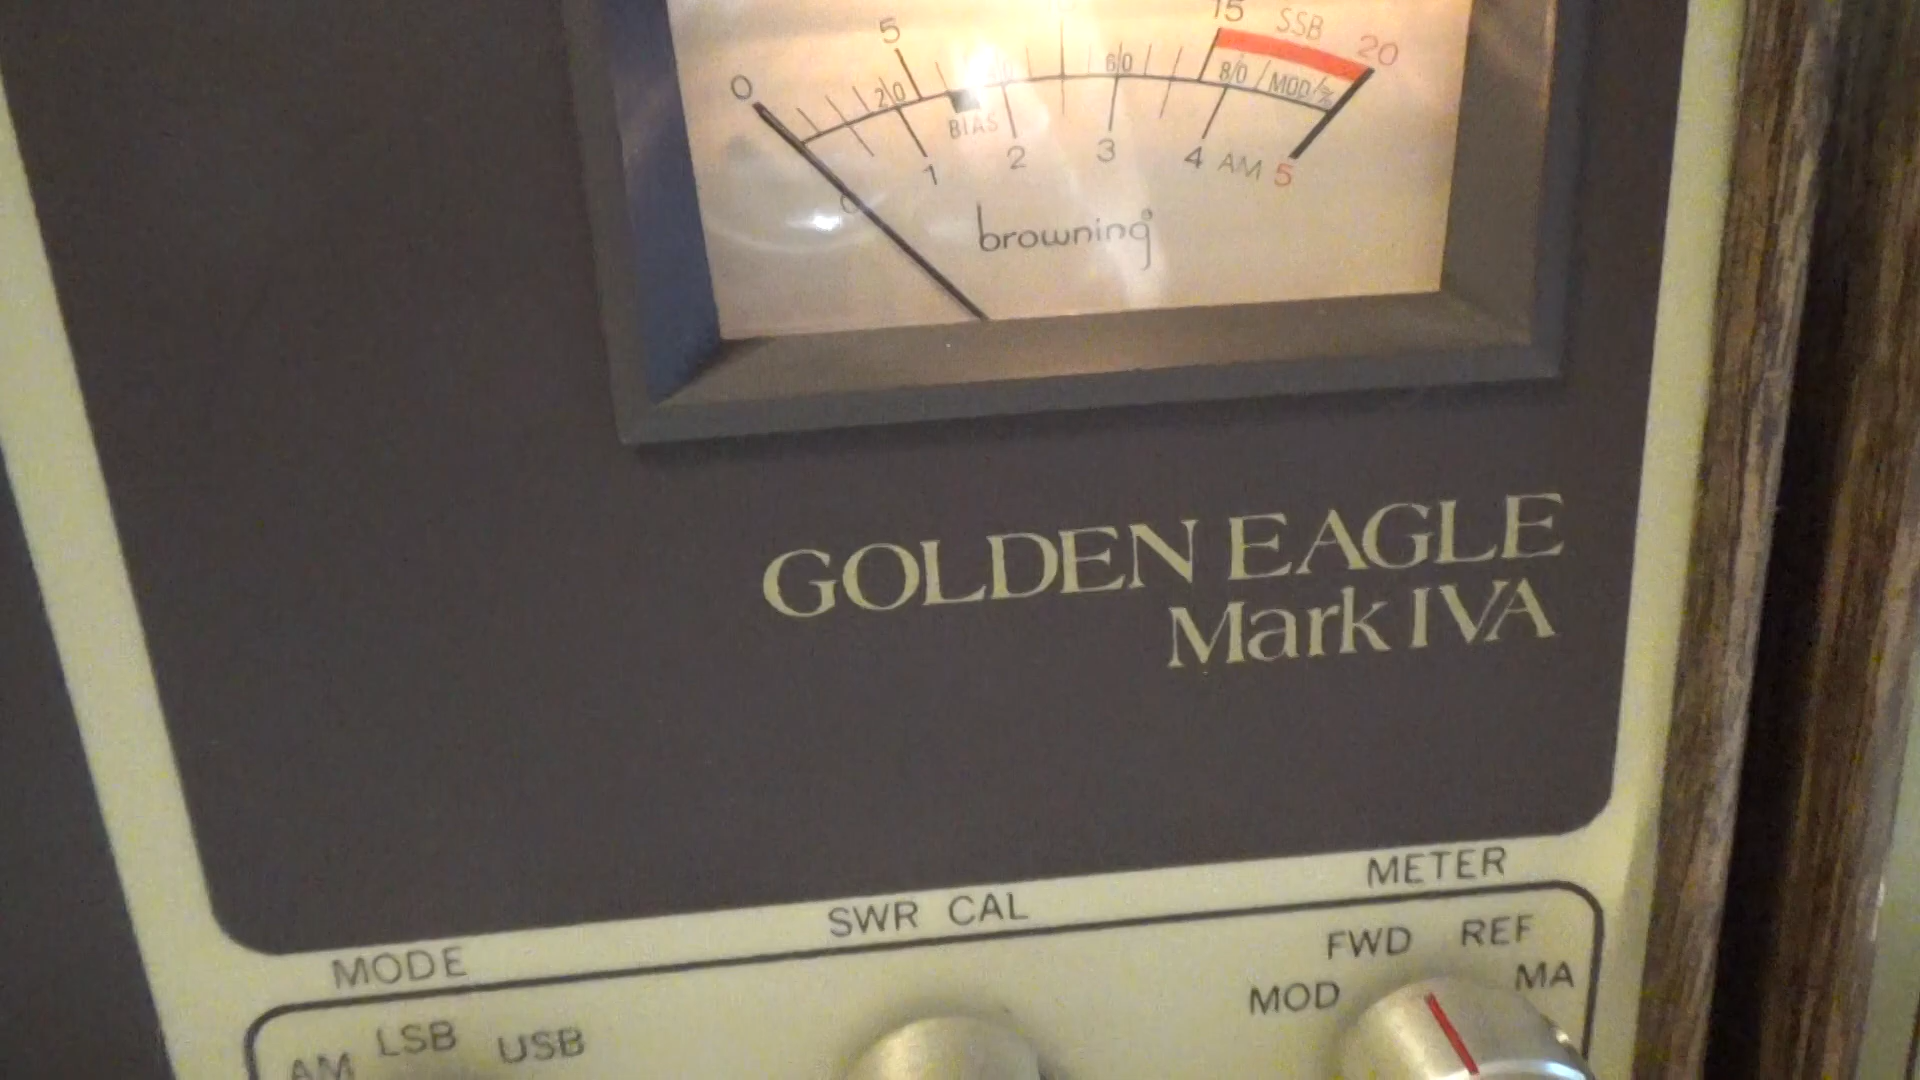 15 SSB 20
5
0
20 60 80 MOD/%
BIAS
1 2 3 4 AM 5
browning
GOLDEN EAGLE
Mark IVA
METER
SWR CAL
MODE
FWD REF
MOD MA
AM LSB USB